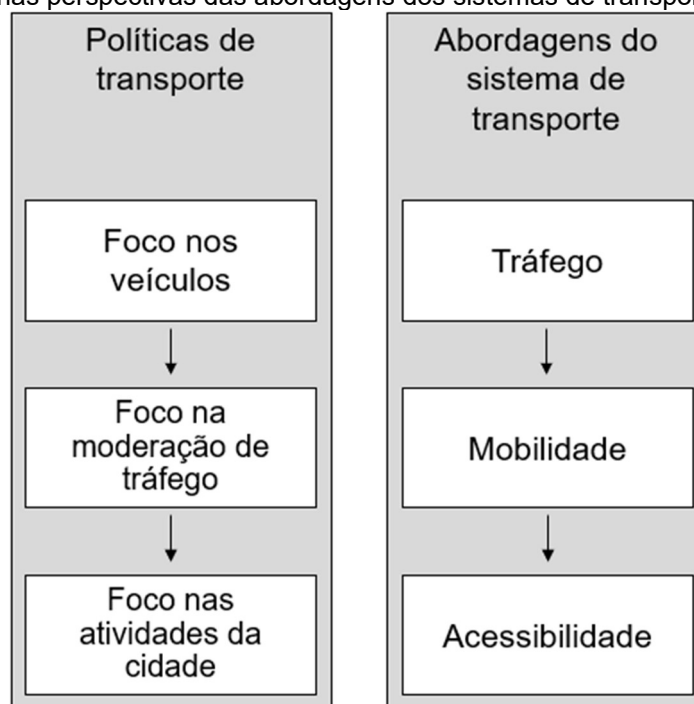 nas perspectivas das abordagens dos sistemas de transpor
Políticas de
transporte
Foco nos
veículos
Foco na
moderação de
tráfego
Foco nas
atividades da
cidade
Abordagens do
sistema de
transporte
Tráfego
Mobilidade
Acessibilidade